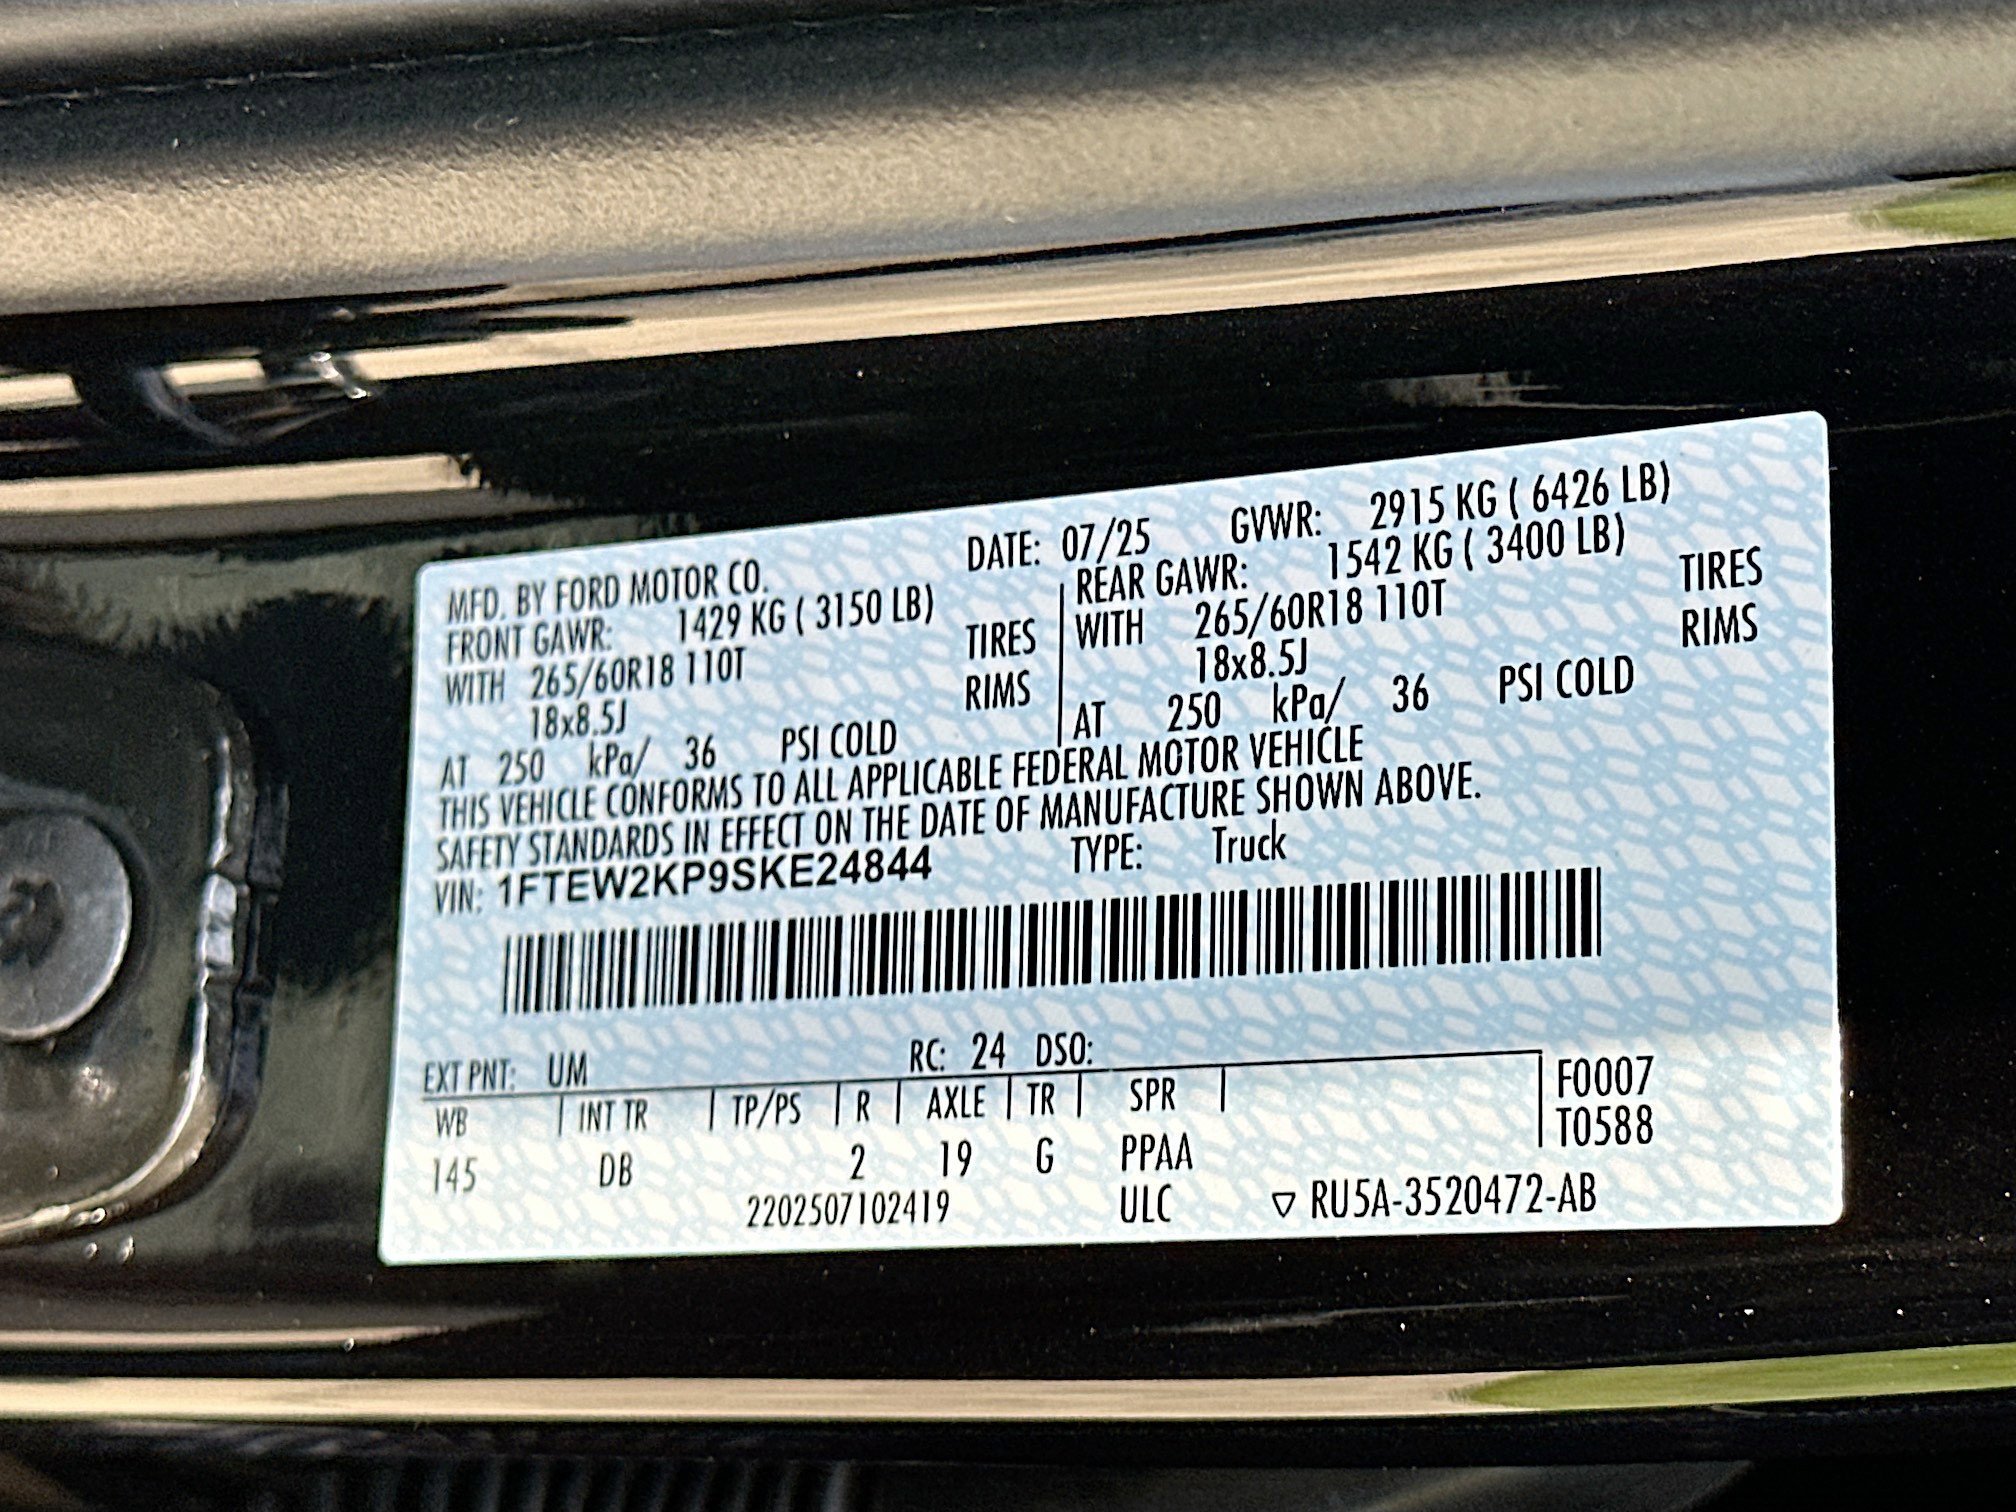 MFD. BY FORD MOTOR CO. DATE: 07/25 GVWR: 2915 KG ( 6426 LB)
FRONT GAWR: 1429 KG ( 3150 LB) REAR GAWR: 1542 KG ( 3400 LB)
WITH 265/60R18 110T TIRES WITH 265/60R18 110T TIRES
18x8.5J RIMS 18x8.5J RIMS
AT 250 kPa/ 36 PSI COLD AT 250 kPa/ 36 PSI COLD
THIS VEHICLE CONFORMS TO ALL APPLICABLE FEDERAL MOTOR VEHICLE
SAFETY STANDARDS IN EFFECT ON THE DATE OF MANUFACTURE SHOWN ABOVE.
VIN: 1FTEW2KP9SKE24844 TYPE: Truck
EXT PNT: UM RC: 24 DSO:
WB INT TR TP/PS R AXLE TR SPR F0007
T0588
145 DB 2 19 G PPAA
2202507102419 ULC ▽ RU5A-3520472-AB